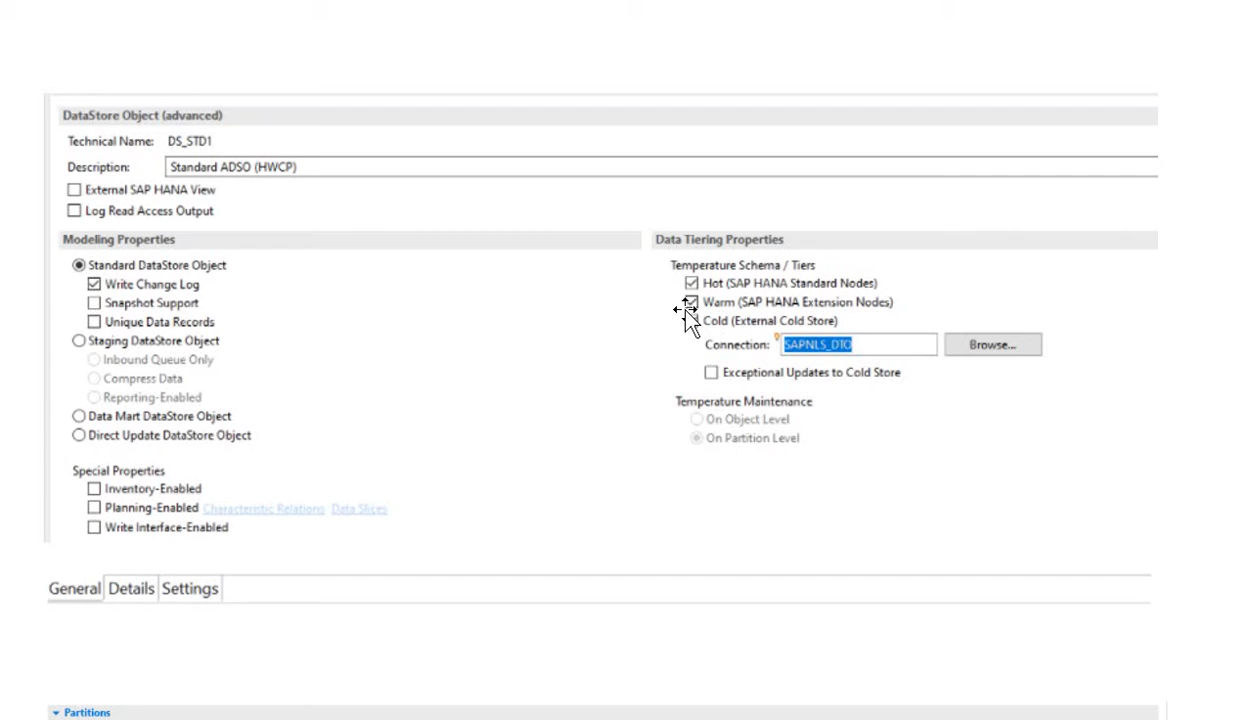 DataStore Object (advanced)
Technical Name: DS_STD1
Description: Standard ADSO (HWCP)
External SAP HANA View
Log Read Access Output
Modeling Properties
Standard DataStore Object
Write Change Log
Snapshot Support
Unique Data Records
Staging DataStore Object
Inbound Queue Only
Compress Data
Reporting-Enabled
Data Mart DataStore Object
Direct Update DataStore Object
Special Properties
Inventory-Enabled
Planning-Enabled Characteristic Relations Data Slices
Write Interface-Enabled
Data Tiering Properties
Temperature Schema / Tiers
Hot (SAP HANA Standard Nodes)
Warm (SAP HANA Extension Nodes)
Cold (External Cold Store)
Connection: SAPNLS_DTO Browse...
Exceptional Updates to Cold Store
Temperature Maintenance
On Object Level
On Partition Level
General Details Settings
Partitions